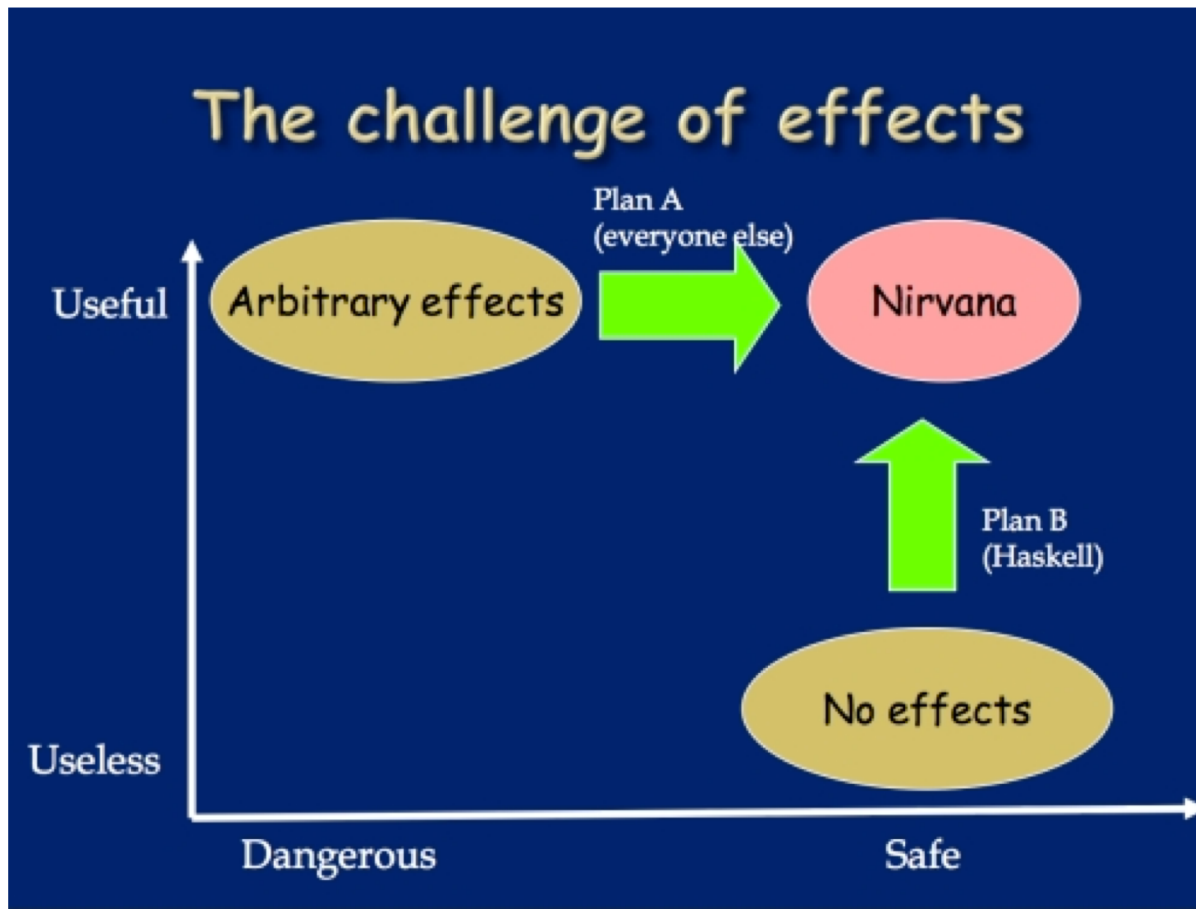 The challenge of effects
Plan A
(everyone else)
Useful
Arbitrary effects
Nirvana
Plan B
(Haskell)
No effects
Useless
Dangerous
Safe